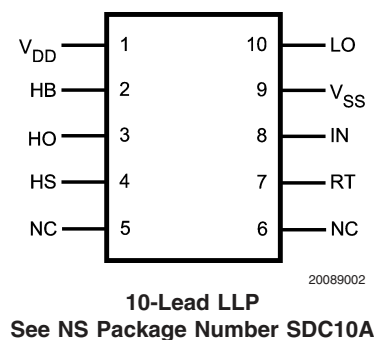 VDD 1 10 LO
HB 2 9 VSS
HO 3 8 IN
HS 4 7 RT
NC 5 6 NC
20089002
10-Lead LLP
See NS Package Number SDC10A